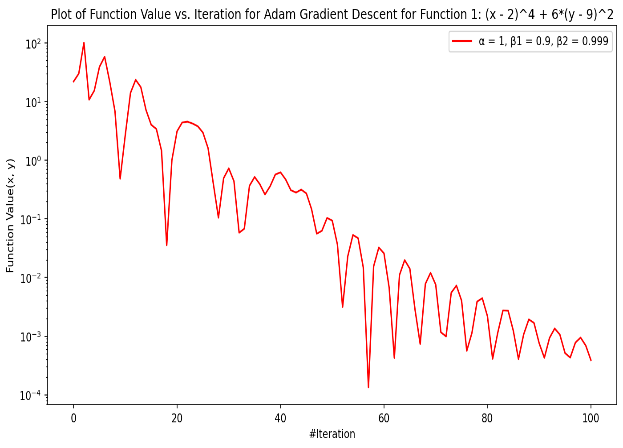 Plot of Function Value vs. Iteration for Adam Gradient Descent for Function 1: (x - 2)^4 + 6*(y - 9)^2
α = 1, β1 = 0.9, β2 = 0.999
Function Value(x, y)
10²
10¹
10⁰
10⁻¹
10⁻²
10⁻³
10⁻⁴
0 20 40 60 80 100
#Iteration